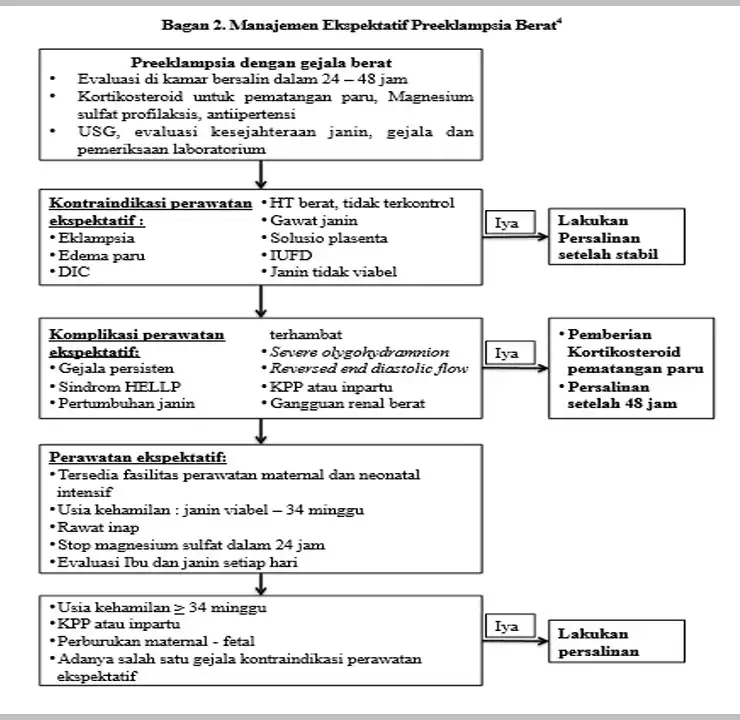 Bagan 2. Manajemen Ekspektatif Preeklampsia Berat⁴
Preeklampsia dengan gejala berat
• Evaluasi di kamar bersalin dalam 24 – 48 jam
• Kortikosteroid untuk pematangan paru, Magnesium
sulfat profilaksis, antiipertensi
• USG, evaluasi kesejahteraan janin, gejala dan
pemeriksaan laboratorium
Kontraindikasi perawatan
ekspektatif :
• Eklampsia
• Edema paru
• DIC
• HT berat, tidak terkontrol
• Gawat janin
• Solusio plasenta
• IUFD
• Janin tidak viabel
Iya
Lakukan
Persalinan
setelah stabil
Komplikasi perawatan
ekspektatif:
• Gejala persisten
• Sindrom HELLP
• Pertumbuhan janin
terhambat
• Severe olygohydramnion
• Reversed end diastolic flow
• KPP atau inpartu
• Gangguan renal berat
Iya
• Pemberian
Kortikosteroid
pematangan paru
• Persalinan
setelah 48 jam
Perawatan ekspektatif:
• Tersedia fasilitas perawatan maternal dan neonatal
intensif
• Usia kehamilan : janin viabel – 34 minggu
• Rawat inap
• Stop magnesium sulfat dalam 24 jam
• Evaluasi Ibu dan janin setiap hari
• Usia kehamilan ≥ 34 minggu
• KPP atau inpartu
• Perburukan maternal - fetal
• Adanya salah satu gejala kontraindikasi perawatan
ekspektatif
Iya
Lakukan
persalinan